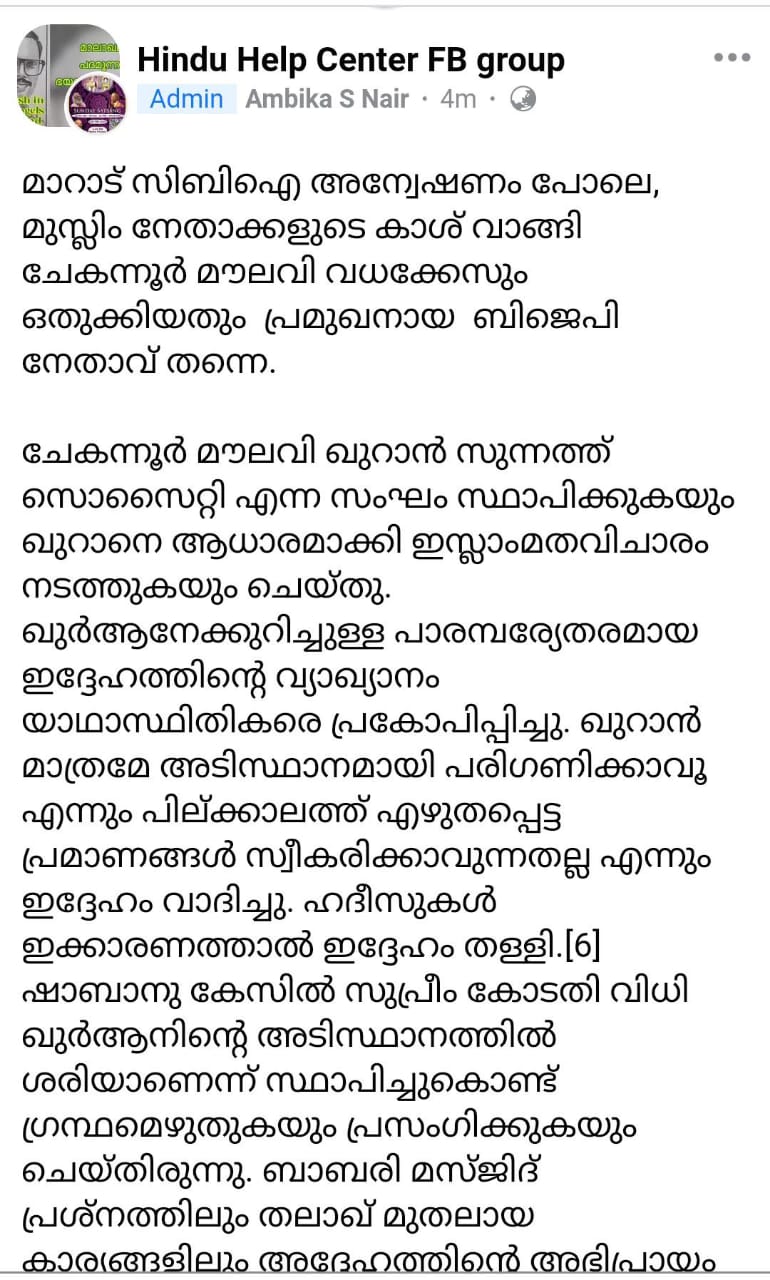 Hindu Help Center FB group
Admin Ambika S Nair · 4m ·
മാറാട് സിബിഐ അന്വേഷണം പോലെ,
മുസ്ലിം നേതാക്കളുടെ കാശ് വാങ്ങി
ചേകന്നൂർ മൗലവി വധക്കേസും
ഒതുക്കിയതും പ്രമുഖനായ ബിജെപി
നേതാവ് തന്നെ.
ചേകന്നൂർ മൗലവി ഖുറാൻ സുന്നത്ത്
സൊസൈറ്റി എന്ന സംഘം സ്ഥാപിക്കുകയും
ഖുറാനെ ആധാരമാക്കി ഇസ്ലാംമതവിചാരം
നടത്തുകയും ചെയ്തു.
ഖുർആനേക്കുറിച്ചുള്ള പാരമ്പര്യേതരമായ
ഇദ്ദേഹത്തിന്റെ വ്യാഖ്യാനം
യാഥാസ്ഥിതികരെ പ്രകോപിപ്പിച്ചു. ഖുറാൻ
മാത്രമേ അടിസ്ഥാനമായി പരിഗണിക്കാവൂ
എന്നും പില്ക്കാലത്ത് എഴുതപ്പെട്ട
പ്രമാണങ്ങൾ സ്വീകരിക്കാവുന്നതല്ല എന്നും
ഇദ്ദേഹം വാദിച്ചു. ഹദീസുകൾ
ഇക്കാരണത്താൽ ഇദ്ദേഹം തള്ളി.[6]
ഷാബാനു കേസിൽ സുപ്രീം കോടതി വിധി
ഖുർആനിന്റെ അടിസ്ഥാനത്തിൽ
ശരിയാണെന്ന് സ്ഥാപിച്ചുകൊണ്ട്
ഗ്രന്ഥമെഴുതുകയും പ്രസംഗിക്കുകയും
ചെയ്തിരുന്നു. ബാബരി മസ്ജിദ്
പ്രശ്നത്തിലും തലാഖ് മുതലായ
കാര്യങ്ങളിലും അദ്ദേഹത്തിന്റെ അഭിപ്രായം